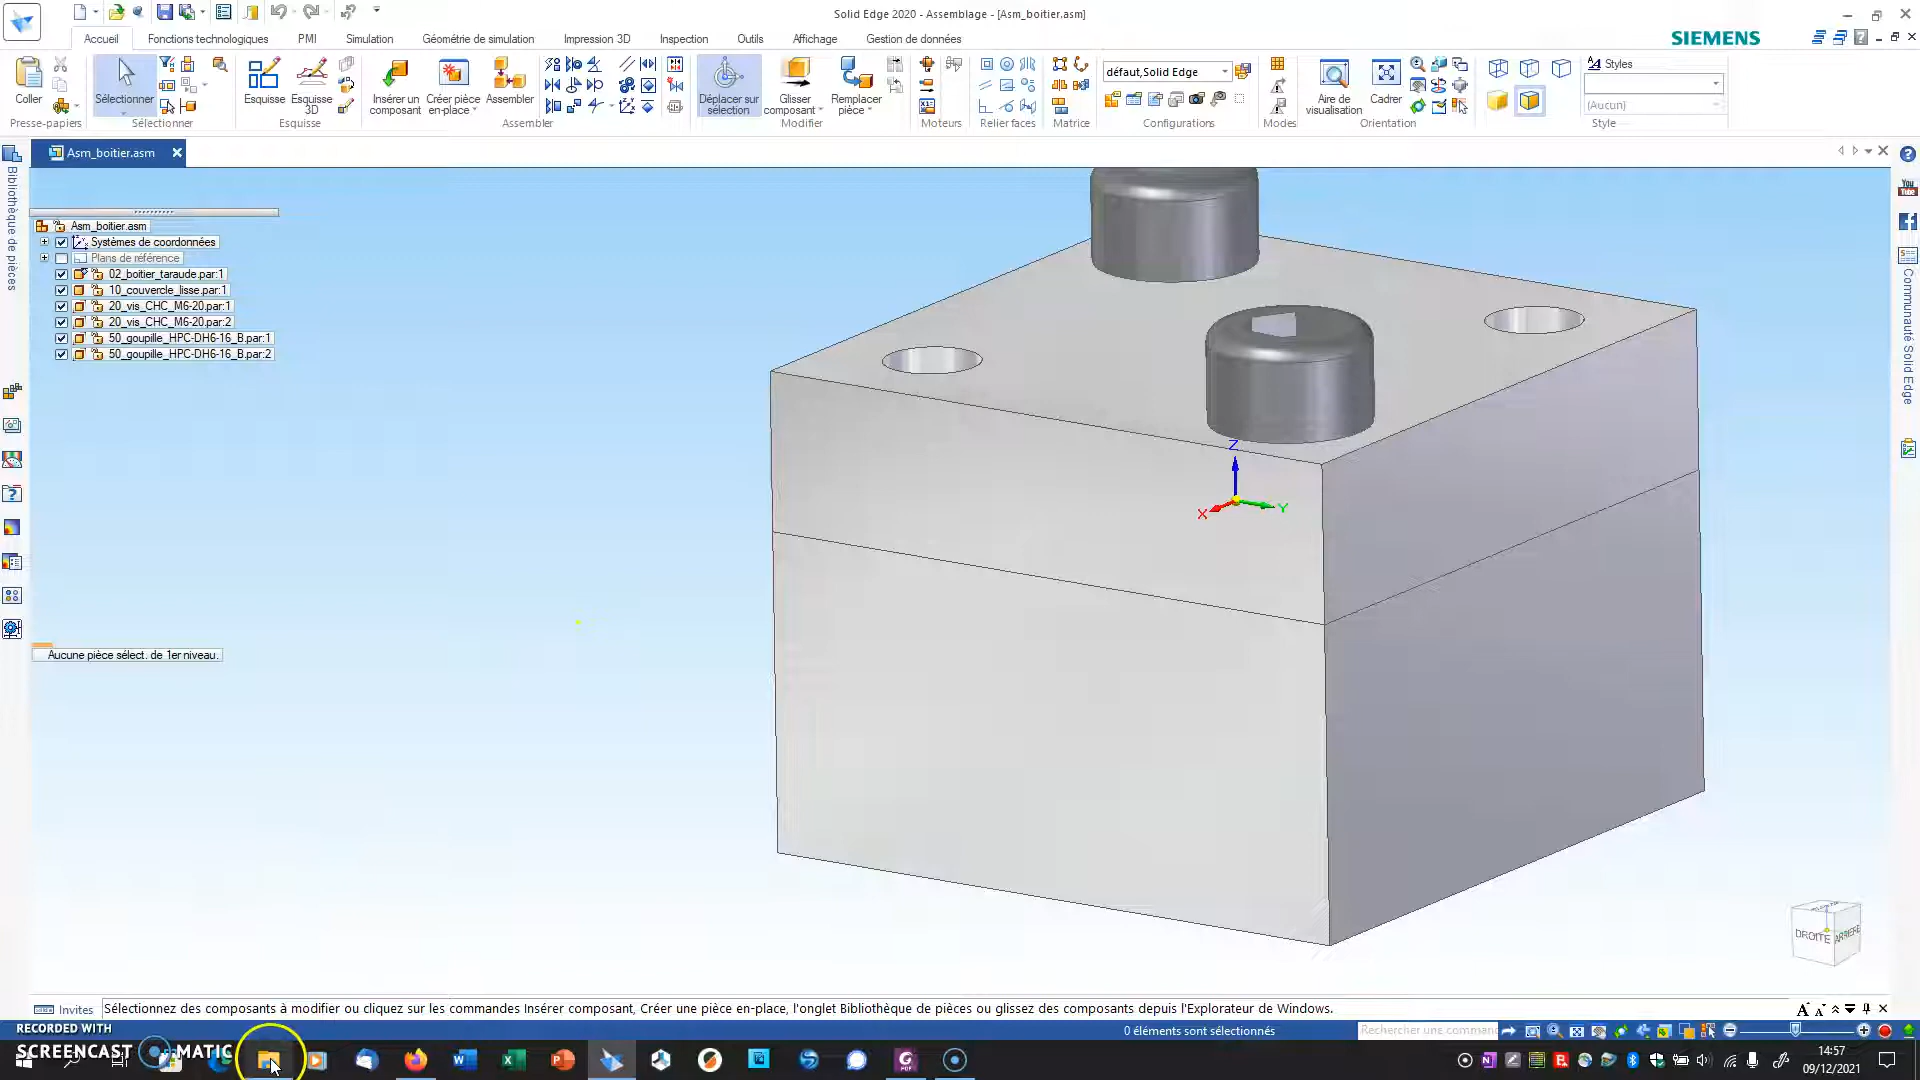 Solid Edge 2020 - Assemblage - [Asm_boitier.asm]
Accueil
Fonctions technologiques
PMI
Simulation
Géométrie de simulation
Impression 3D
Inspection
Outils
Affichage
Gestion de données
SIEMENS
Coller
Presse-papiers
Sélectionner
Sélectionner
Esquisse
Esquisse 3D
Esquisse
Insérer un composant
Créer pièce en-place
Assembler
Assembler
Déplacer sur sélection
Glisser composant
Remplacer pièce
Modifier
Moteurs
Relier faces
Matrice
défaut,Solid Edge
Configurations
Modes
Aire de visualisation
Cadrer
Orientation
Styles
(Aucun)
Style
Asm_boitier.asm
Bibliothèque de pièces
Asm_boitier.asm
Systèmes de coordonnées
Plans de référence
02_boitier_taraude.par:1
10_couvercle_lisse.par:1
20_vis_CHC_M6-20.par:1
20_vis_CHC_M6-20.par:2
50_goupille_HPC-DH6-16_B.par:1
50_goupille_HPC-DH6-16_B.par:2
Aucune pièce sélect. de 1er niveau.
Z
X
Y
DROITE
ARRIERE
You
Tube
Communauté Solid Edge
Invites
Sélectionnez des composants à modifier ou cliquez sur les commandes Insérer composant, Créer une pièce en-place, l'onglet Bibliothèque de pièces ou glissez des composants depuis l'Explorateur de Windows.
0 éléments sont sélectionnés
Rechercher une comman
RECORDED WITH
SCREENCAST MATIC
14:57
09/12/2021